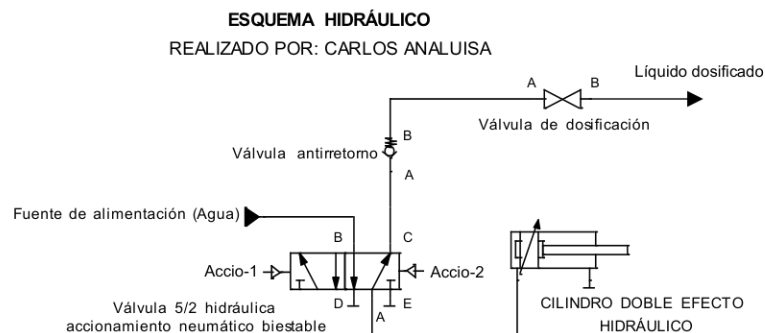 ESQUEMA HIDRÁULICO
REALIZADO POR: CARLOS ANALUISA
Líquido dosificado
A
B
Válvula de dosificación
B
Válvula antirretorno
A
Fuente de alimentación (Agua)
B
C
Accio-1
Accio-2
D
E
A
Válvula 5/2 hidráulica
accionamiento neumático biestable
CILINDRO DOBLE EFECTO
HIDRÁULICO